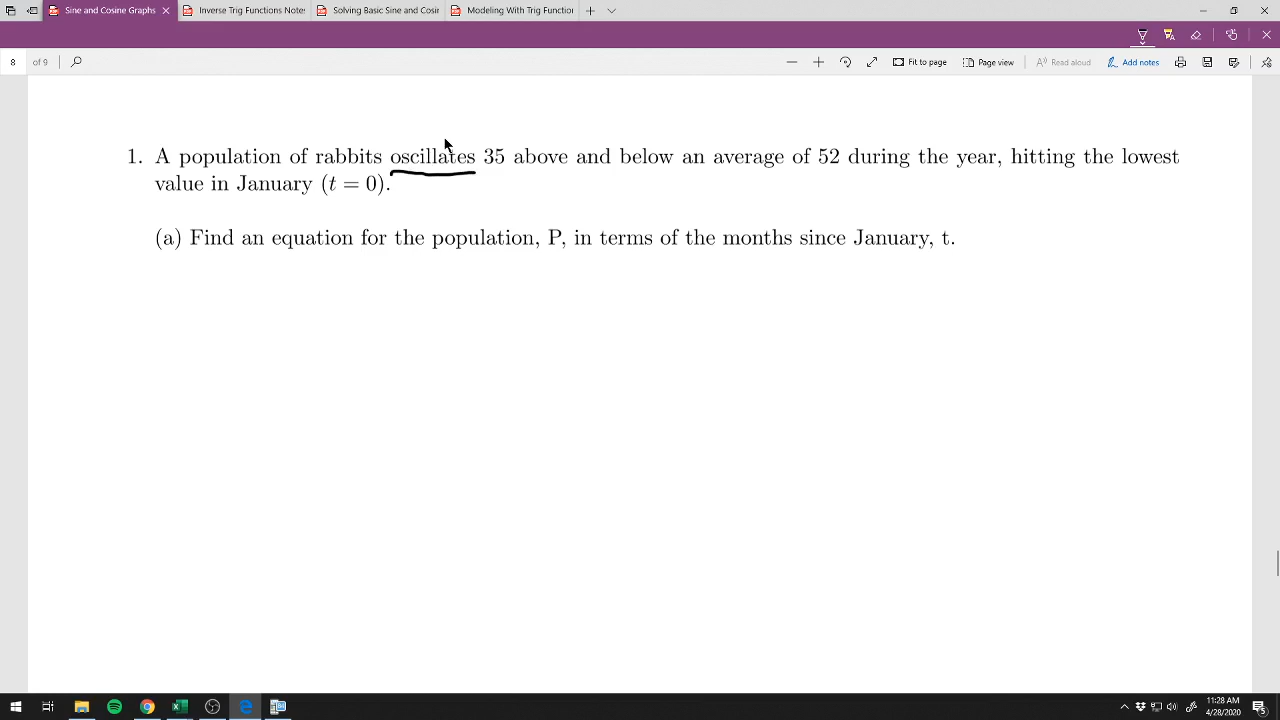 Sine and Cosine Graphs
Inverse Trig Functions Notes
Solving Basic Sine and Cosir
Modeling With Trig Function
8 of 9
Fit to page
Page view
Read aloud
Add notes
1. A population of rabbits oscillates 35 above and below an average of 52 during the year, hitting the lowest
value in January (t = 0).
(a) Find an equation for the population, P, in terms of the months since January, t.
11:28 AM
4/28/2020